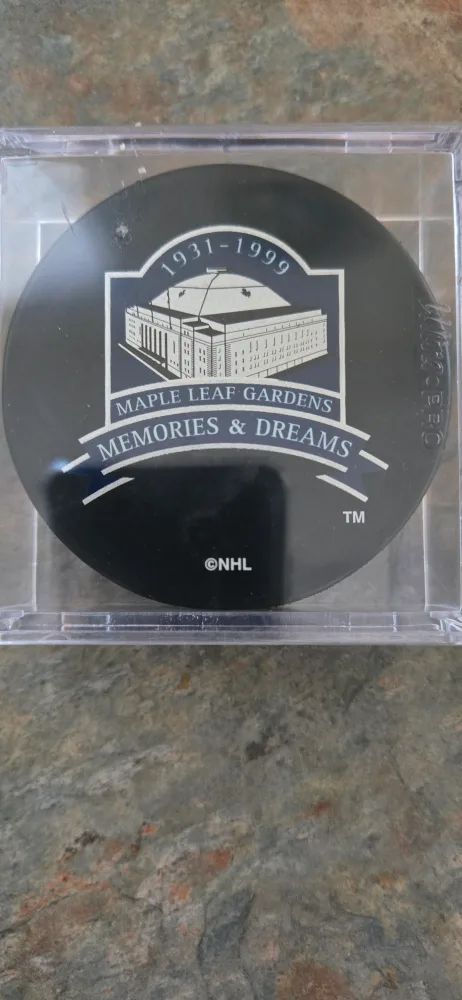 1931-1999
MAPLE LEAF GARDENS
MEMORIES & DREAMS
TM
©NHL